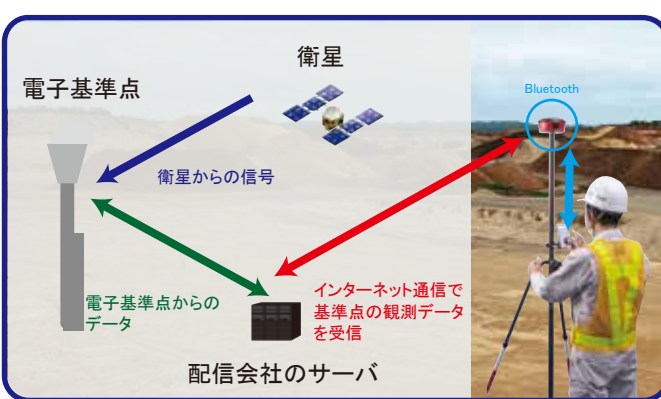 衛星
電子基準点
Bluetooth
衛星からの信号
電子基準点からの
データ
インターネット通信で
基準点の観測データ
を受信
配信会社のサーバ